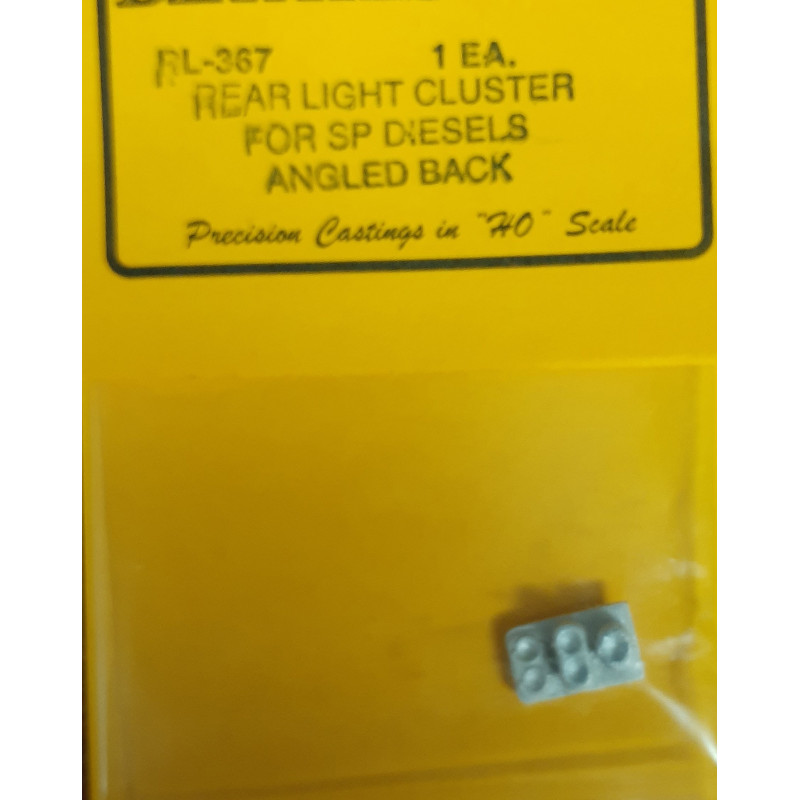 RL-367 1 EA.
REAR LIGHT CLUSTER
FOR SP DIESELS
ANGLED BACK
Precision Castings in "HO" Scale